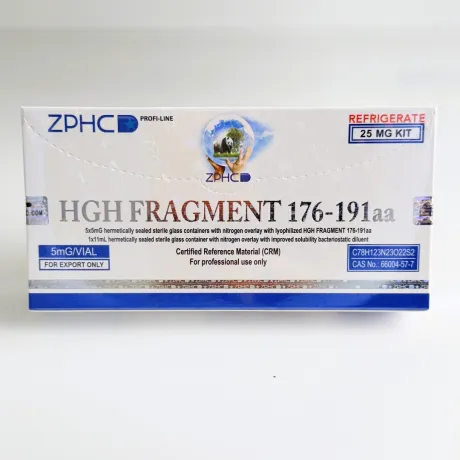 ZPHC PROFI-LINE
REFRIGERATE
25 MG KIT
ZPHC
HGH FRAGMENT 176-191aa
5x5mG hermetically sealed sterile glass containers with nitrogen overlay with lyophilized HGH FRAGMENT 176-191aa
1x11mL hermetically sealed sterile glass container with nitrogen overlay with improved solubility bacteriostatic diluent
5mG/VIAL
FOR EXPORT ONLY
Certified Reference Material (CRM)
For professional use only
C78H123N23O22S2
CAS No.: 66004-57-7